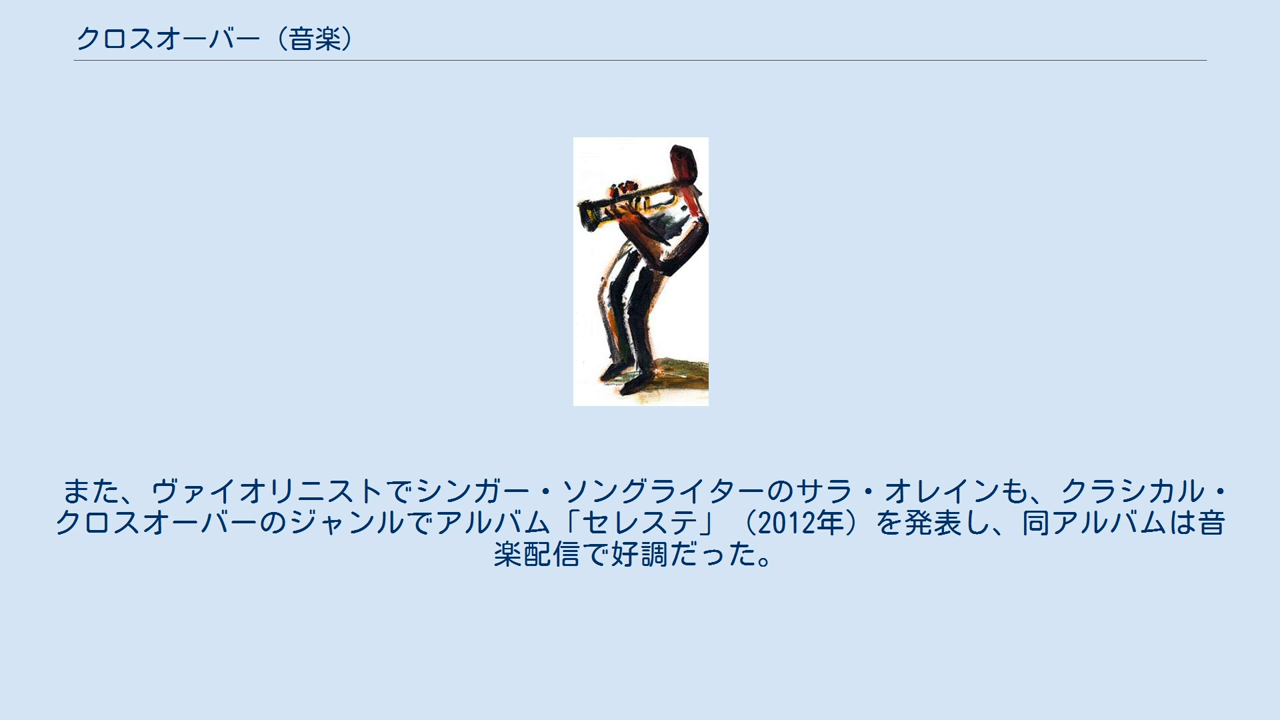 クロスオーバー（音楽）
また、ヴァイオリニストでシンガー・ソングライターのサラ・オレインも、クラシカル・
クロスオーバーのジャンルでアルバム「セレステ」（2012年）を発表し、同アルバムは音
楽配信で好調だった。